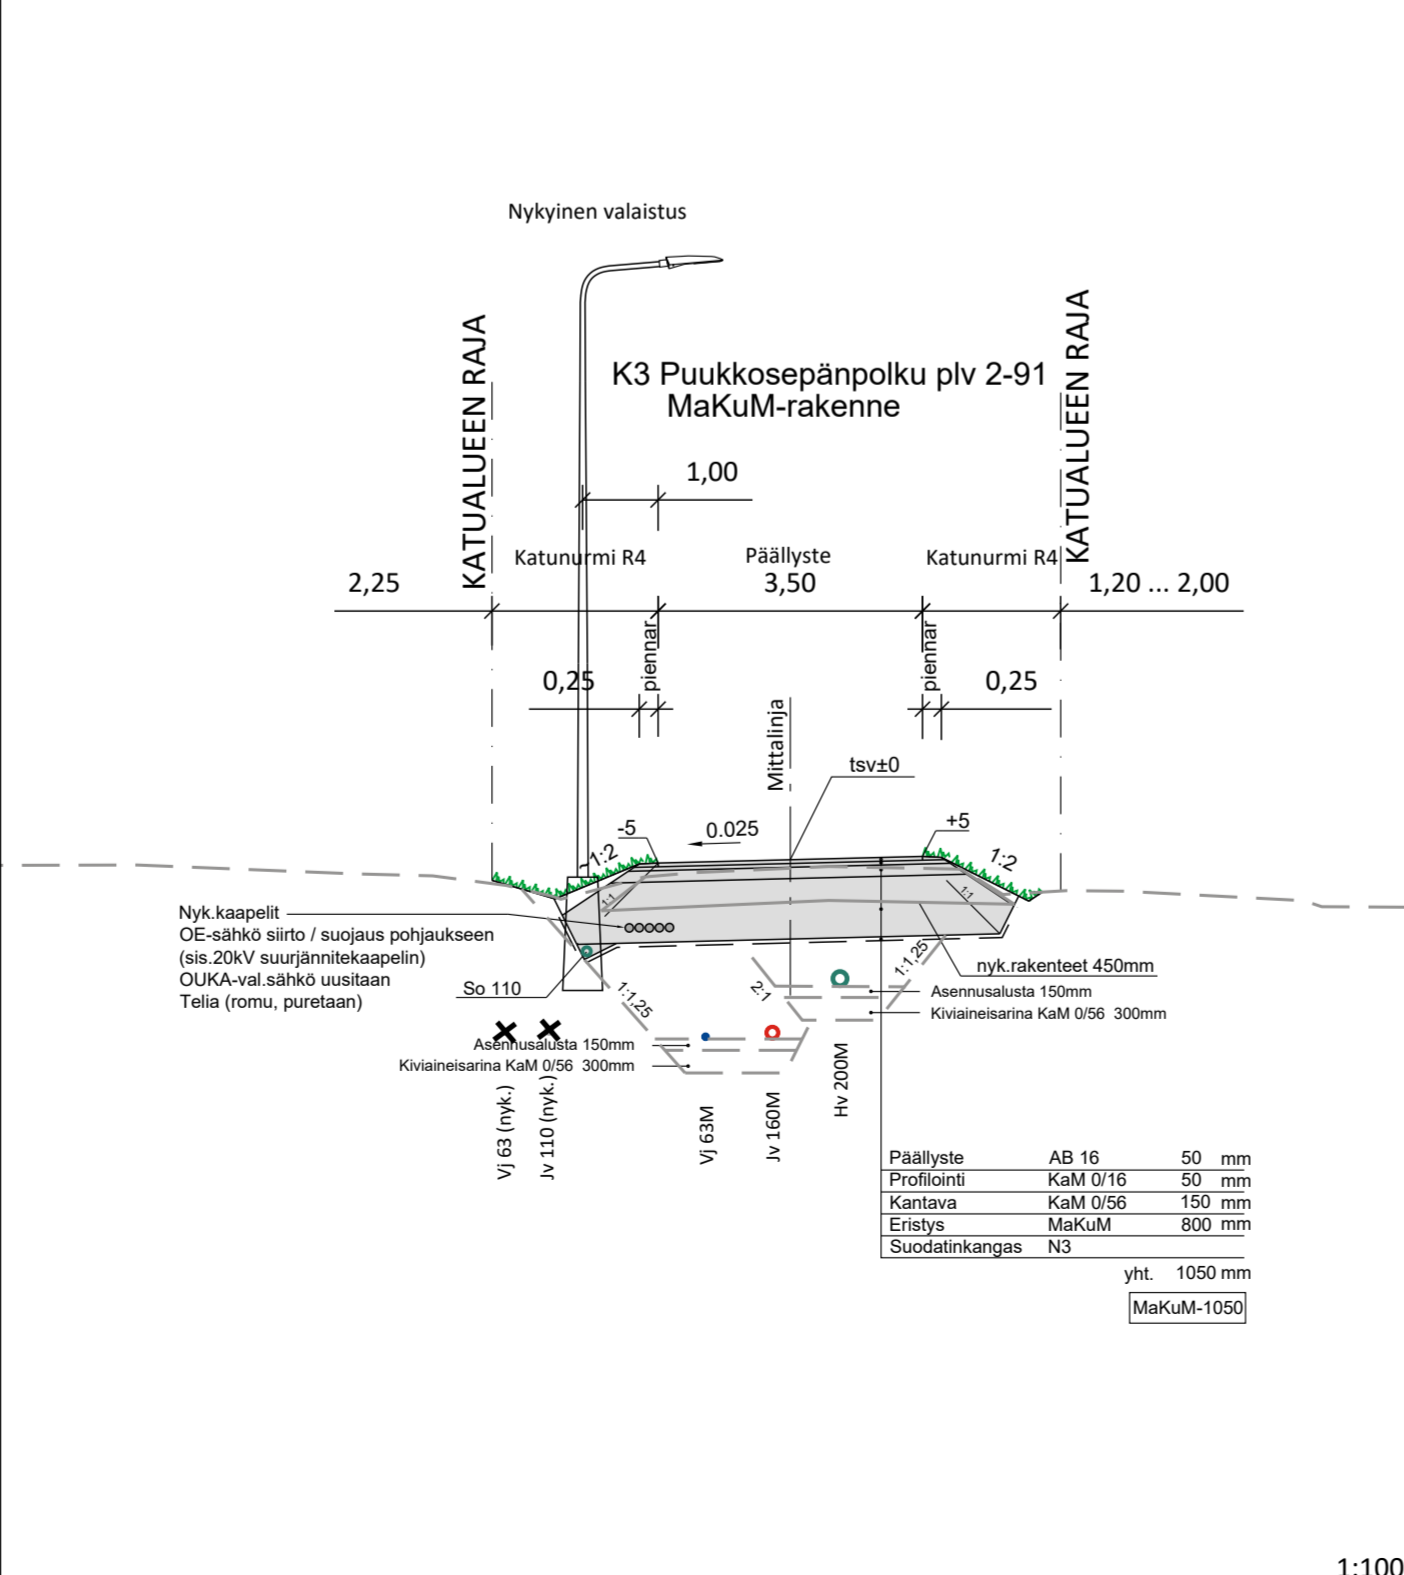 Nykyinen valaistus
KATUALUEEN RAJA
KATUALUEEN RAJA
K3 Puukkosepänpolku plv 2-91
MaKuM-rakenne
1,00
Katunurmi R4
Päällyste
Katunurmi R4
2,25
3,50
1,20 ... 2,00
piennar
piennar
0,25
0,25
Mittalinja
tsv±0
-5
0.025
+5
~1:2
1:2
1:1
1:1
Nyk.kaapelit
OE-sähkö siirto / suojaus pohjaukseen
(sis.20kV suurjännitekaapelin)
OUKA-val.sähkö uusitaan
Telia (romu, puretaan)
So 110
1:1,25
2:1
1:1,25
nyk.rakenteet 450mm
Asennusalusta 150mm
Kiviaineisarina KaM 0/56 300mm
Asennusalusta 150mm
Kiviaineisarina KaM 0/56 300mm
Vj 63 (nyk.)
Jv 110 (nyk.)
Vj 63M
Jv 160M
Hv 200M
Päällyste AB 16 50 mm
Profilointi KaM 0/16 50 mm
Kantava KaM 0/56 150 mm
Eristys MaKuM 800 mm
Suodatinkangas N3
yht. 1050 mm
MaKuM-1050
1:100